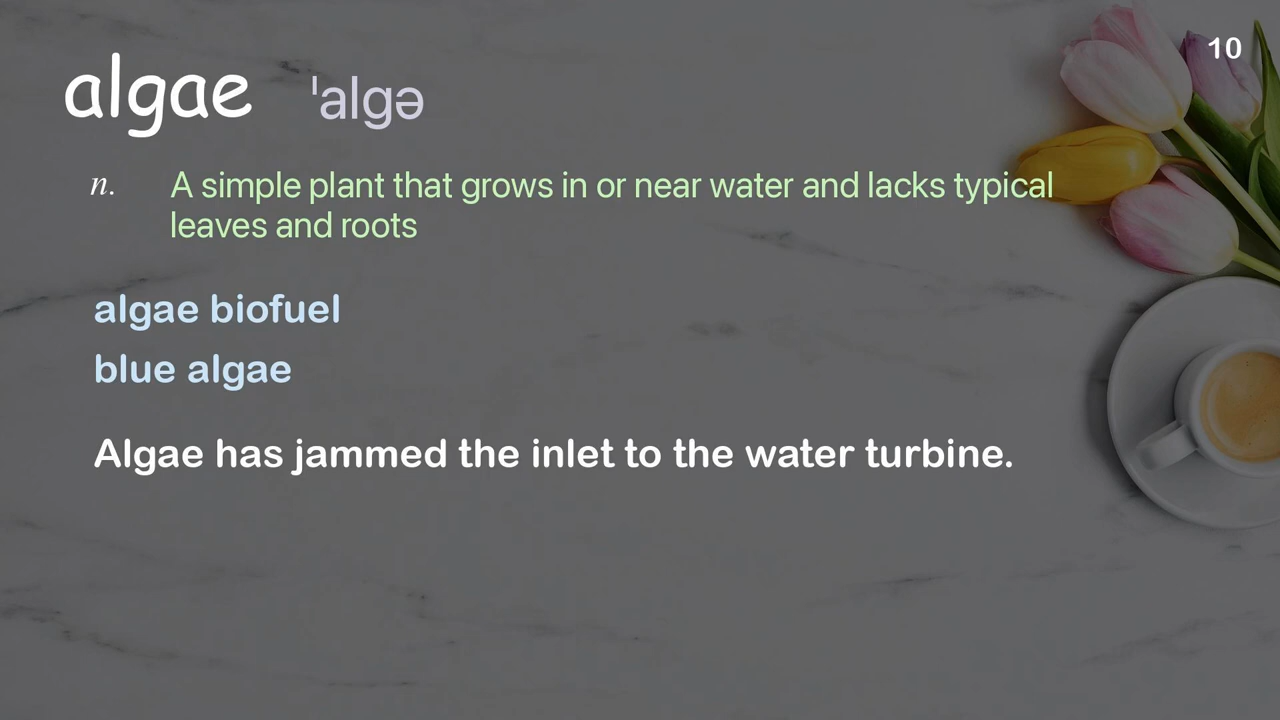 10
algae ˈalɡə
n. A simple plant that grows in or near water and lacks typical
leaves and roots
algae biofuel
blue algae
Algae has jammed the inlet to the water turbine.